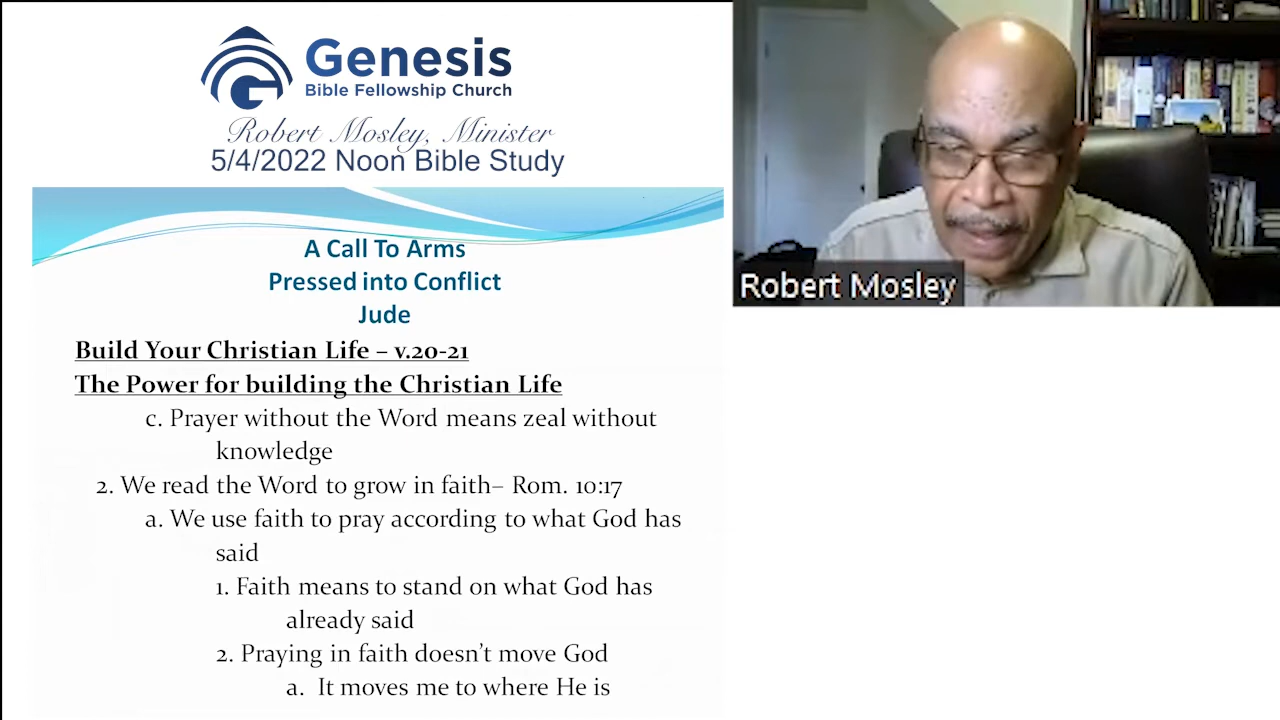 Genesis
Bible Fellowship Church
Robert Mosley, Minister
5/4/2022 Noon Bible Study
A Call To Arms
Pressed into Conflict
Jude
Build Your Christian Life – v.20-21
The Power for building the Christian Life
c. Prayer without the Word means zeal without
knowledge
2. We read the Word to grow in faith– Rom. 10:17
a. We use faith to pray according to what God has
said
1. Faith means to stand on what God has
already said
2. Praying in faith doesn't move God
a. It moves me to where He is
Robert Mosley